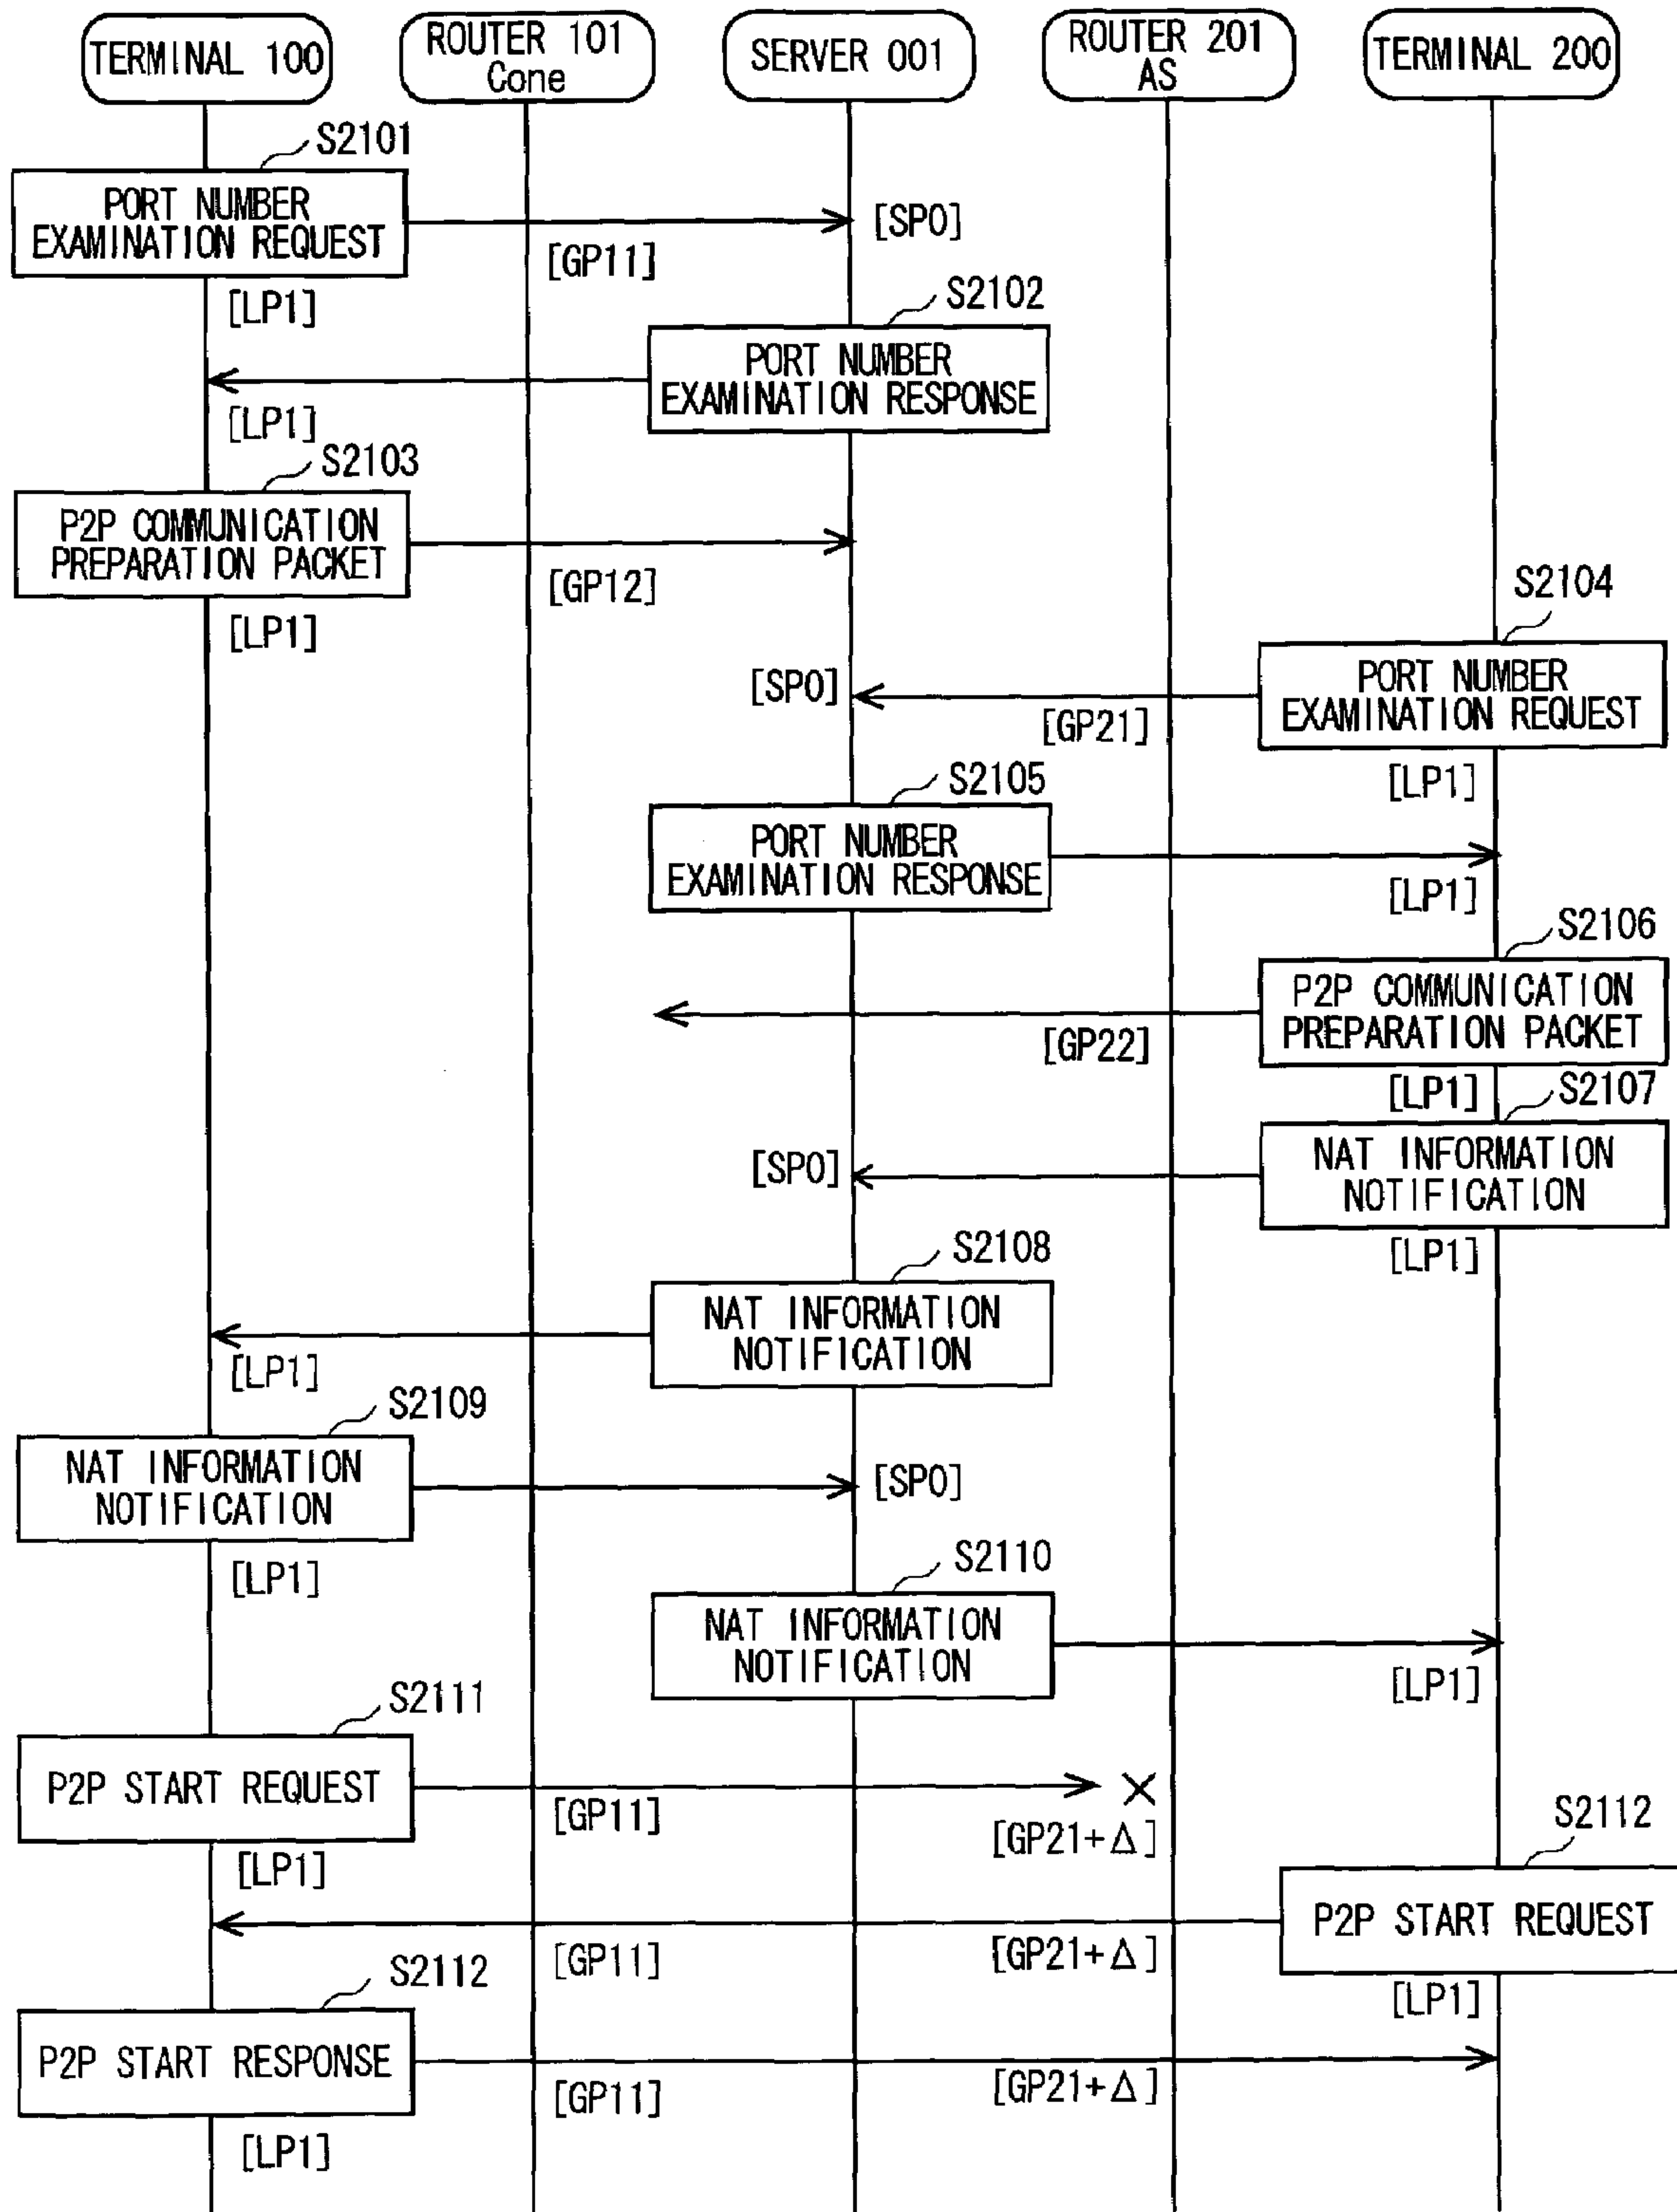 TERMINAL 100
ROUTER 101
Cone
SERVER 001
ROUTER 201
AS
TERMINAL 200
S2101
PORT NUMBER
EXAMINATION REQUEST
[SP0]
[GP11]
[LP1]
S2102
PORT NUMBER
EXAMINATION RESPONSE
[LP1]
S2103
P2P COMMUNICATION
PREPARATION PACKET
[GP12]
[LP1]
S2104
PORT NUMBER
EXAMINATION REQUEST
[SP0]
[GP21]
[LP1]
S2105
PORT NUMBER
EXAMINATION RESPONSE
[LP1]
S2106
P2P COMMUNICATION
PREPARATION PACKET
[GP22]
[LP1]
S2107
NAT INFORMATION
NOTIFICATION
[SP0]
[LP1]
S2108
NAT INFORMATION
NOTIFICATION
[LP1]
S2109
NAT INFORMATION
NOTIFICATION
[SP0]
[LP1]
S2110
NAT INFORMATION
NOTIFICATION
[LP1]
S2111
P2P START REQUEST
[GP11]
[GP21+Δ]
[LP1]
S2112
P2P START REQUEST
[GP11]
[GP21+Δ]
[LP1]
S2112
P2P START RESPONSE
[GP11]
[GP21+Δ]
[LP1]